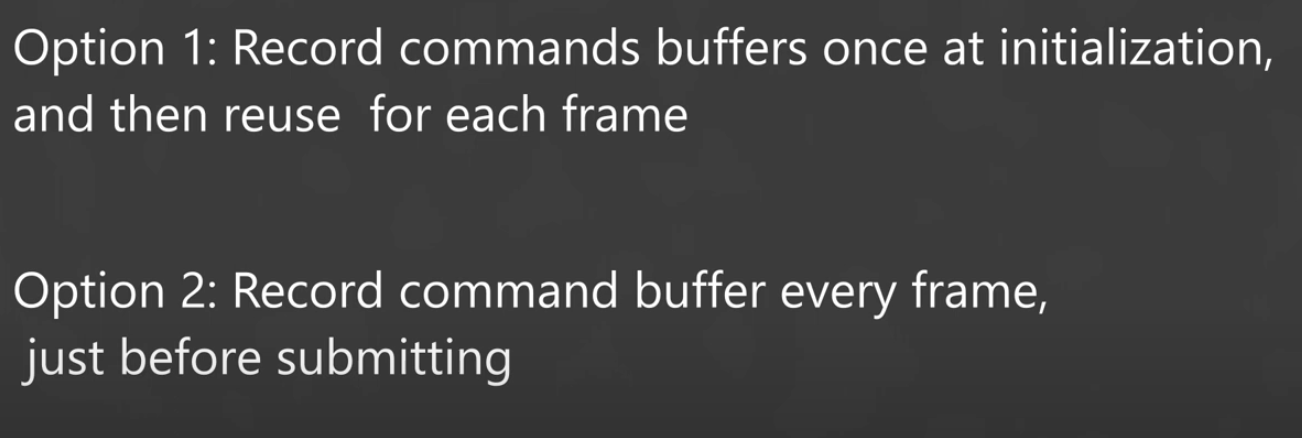 Option 1: Record commands buffers once at initialization,
and then reuse  for each frame
Option 2: Record command buffer every frame,
just before submitting